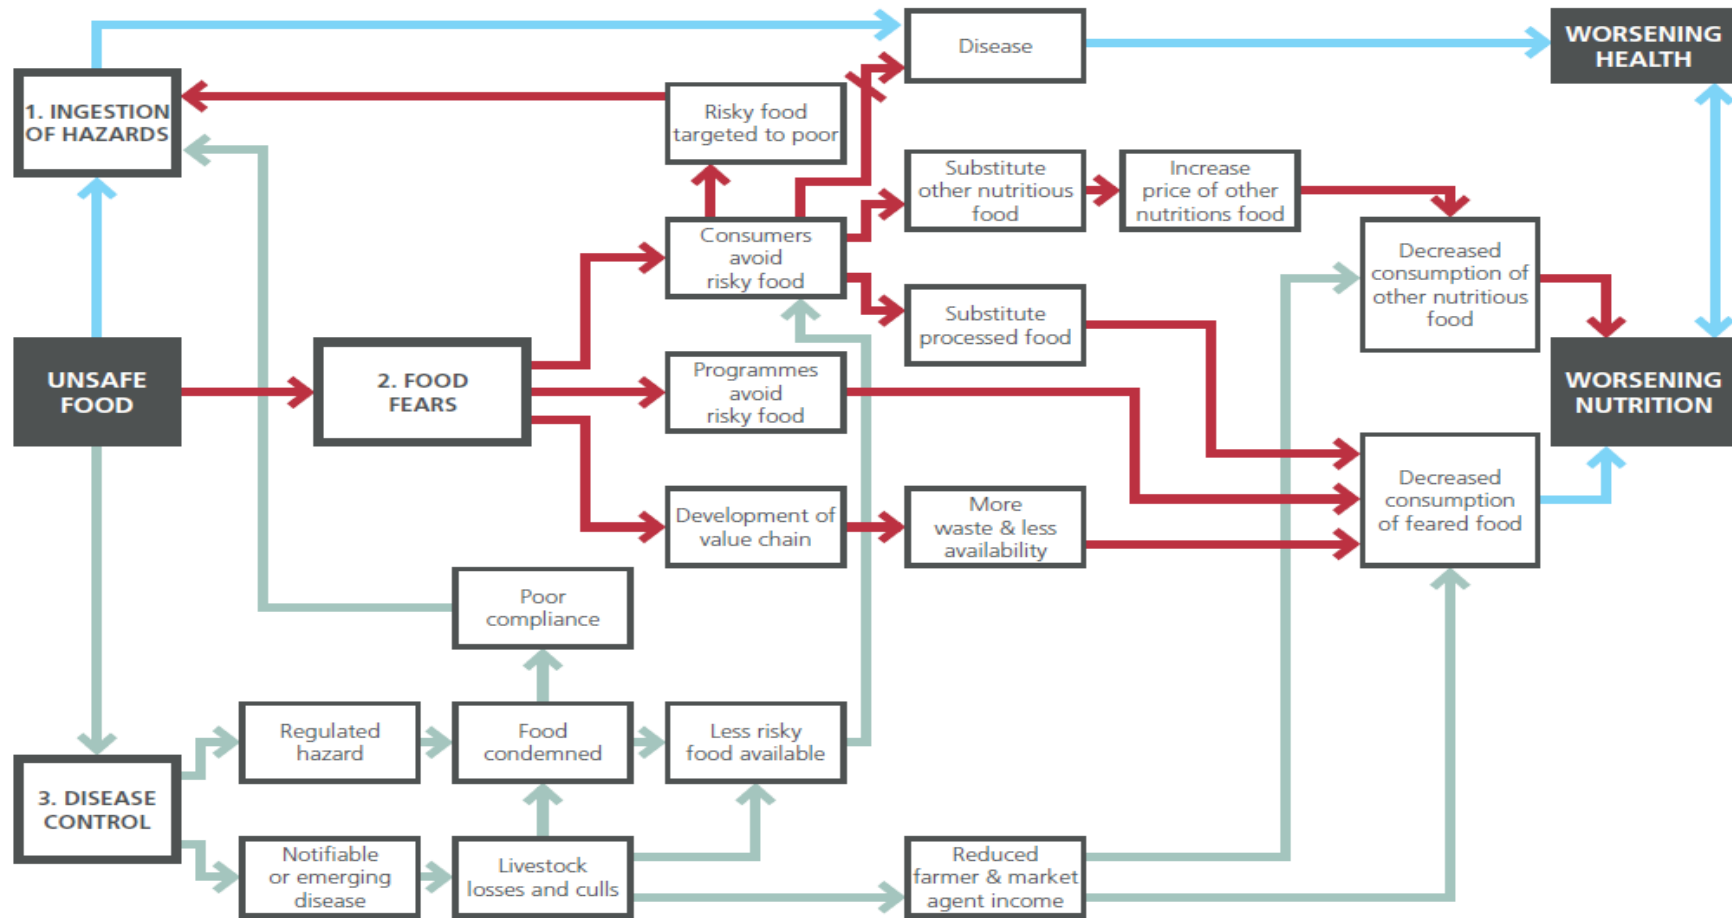 Disease
WORSENING
HEALTH
1. INGESTION
OF HAZARDS
Risky food
targeted to poor
Substitute
other nutritious
food
Increase
price of other
nutritions food
Consumers
avoid
risky food
Decreased
consumption of
other nutritious
food
Substitute
processed food
UNSAFE
FOOD
2. FOOD
FEARS
Programmes
avoid
risky food
WORSENING
NUTRITION
Decreased
consumption
of feared food
Development of
value chain
More
waste & less
availability
Poor
compliance
Regulated
hazard
Food
condemned
Less risky
food available
3. DISEASE
CONTROL
Notifiable
or emerging
disease
Livestock
losses and culls
Reduced
farmer & market
agent income